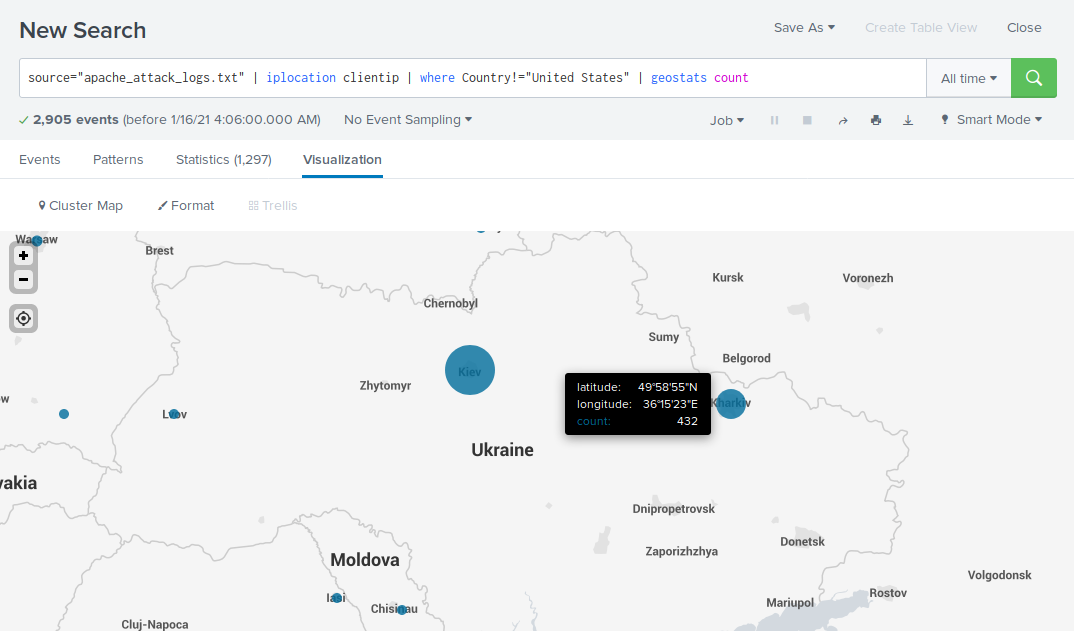 New Search
Save As
Create Table View
Close
source="apache_attack_logs.txt" | iplocation clientip | where Country!="United States" | geostats count
All time
2,905 events (before 1/16/21 4:06:00.000 AM)
No Event Sampling
Job
Smart Mode
Events
Patterns
Statistics (1,297)
Visualization
Cluster Map
Format
Trellis
Warsaw
Brest
Kursk
Voronezh
Chernobyl
Sumy
Belgorod
Kiev
Zhytomyr
latitude: 49°58'55"N
longitude: 36°15'23"E
count: 432
Kharkiv
Lvov
Ukraine
vakia
Dnipropetrovsk
Donetsk
Zaporizhzhya
Moldova
Volgodonsk
Rostov
Iasi
Chisinau
Mariupol
Cluj-Napoca